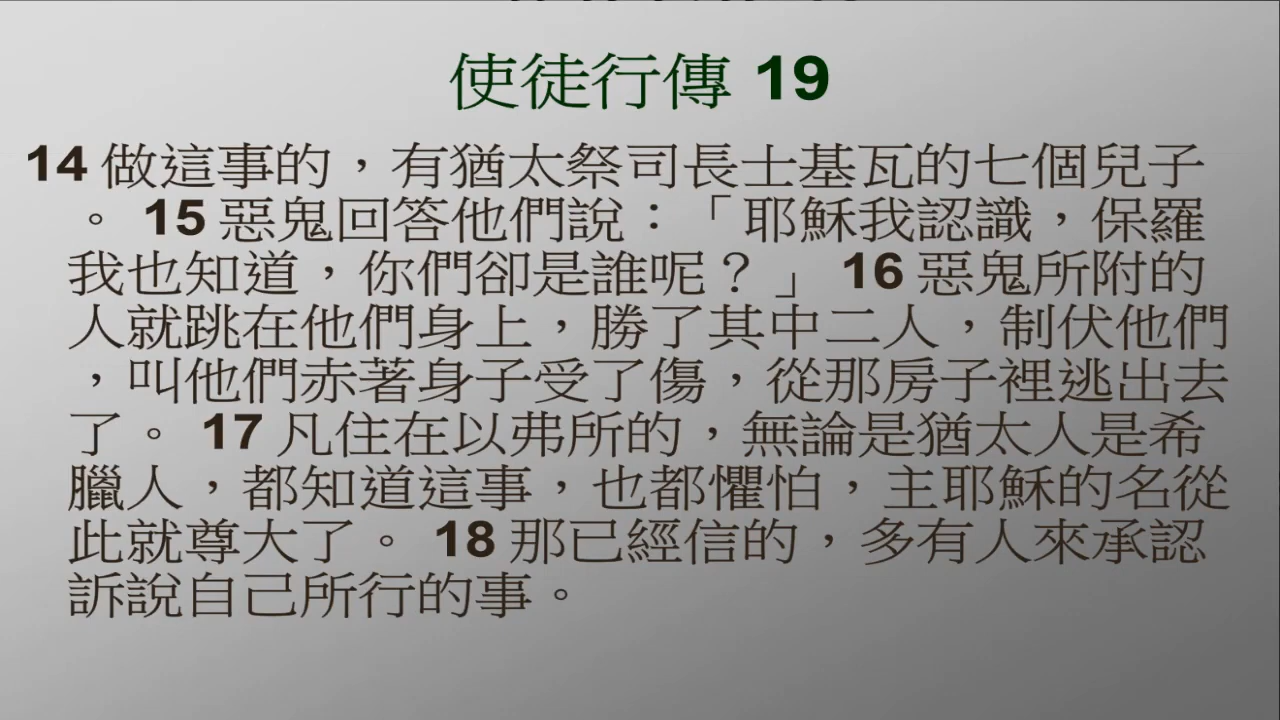 使徒行傳 19
14 做這事的，有猶太祭司長士基瓦的七個兒子
。 15 惡鬼回答他們說：「耶穌我認識，保羅
我也知道，你們卻是誰呢？」 16 惡鬼所附的
人就跳在他們身上，勝了其中二人，制伏他們
，叫他們赤著身子受了傷，從那房子裡逃出去
了。 17 凡住在以弗所的，無論是猶太人是希
臘人，都知道這事，也都懼怕，主耶穌的名從
此就尊大了。 18 那已經信的，多有人來承認
訴說自己所行的事。